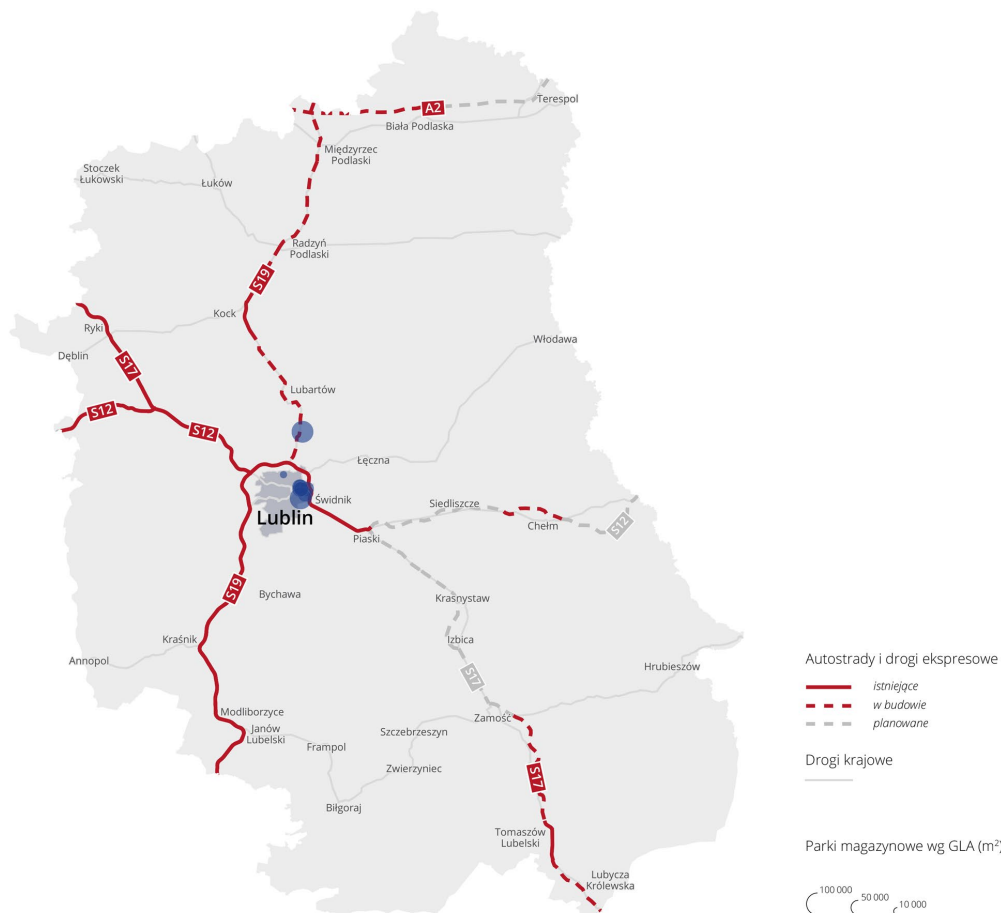 A2
Terespol
Biała Podlaska
Międzyrzec
Podlaski
Stoczek
Łukowski
Łuków
Radzyń
Podlaski
S19
Kock
Ryki
Dęblin
S17
Włodawa
Lubartów
S12
S12
Łęczna
Świdnik
Siedliszcze
Lublin
Chełm
S12
Piaski
S19
Bychawa
Krasnystaw
Kraśnik
Izbica
Annopol
S17
Hrubieszów
Modliborzyce
Janów
Lubelski
Zamość
Szczebrzeszyn
Frampol
Zwierzyniec
S17
Biłgoraj
Tomaszów
Lubelski
Lubycza
Królewska
Autostrady i drogi ekspresowe
istniejące
w budowie
planowane
Drogi krajowe
Parki magazynowe wg GLA (m²)
100 000
50 000
10 000